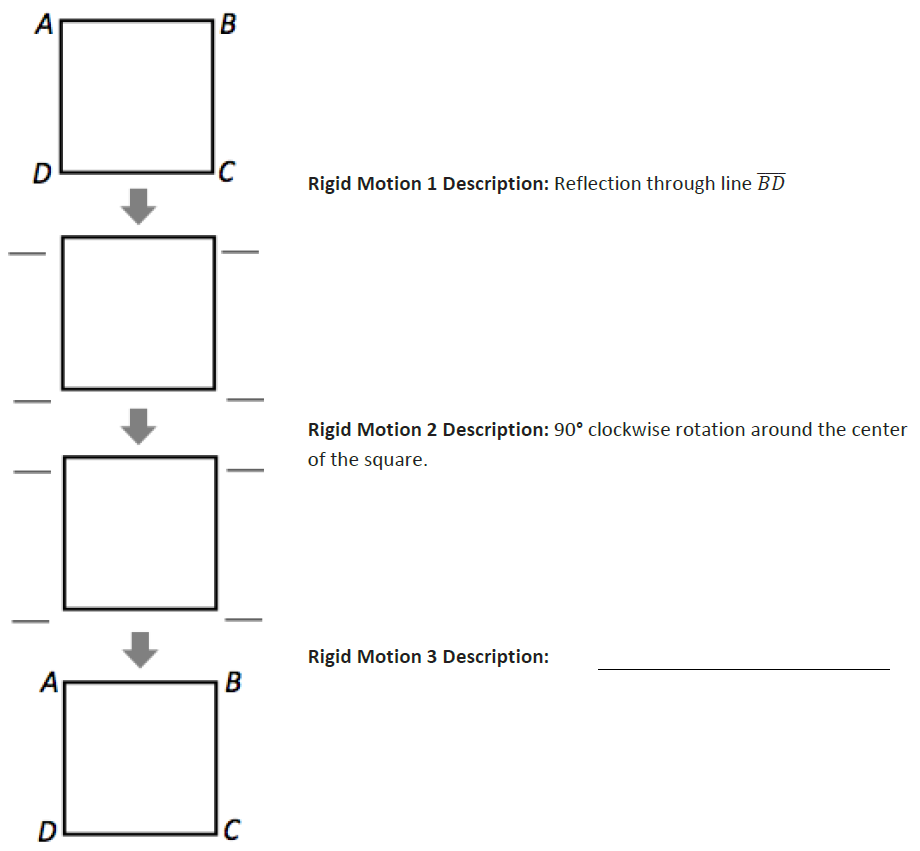 A B
D C
Rigid Motion 1 Description: Reflection through line B̅D̅
Rigid Motion 2 Description: 90° clockwise rotation around the center
of the square.
Rigid Motion 3 Description:
A B
D C